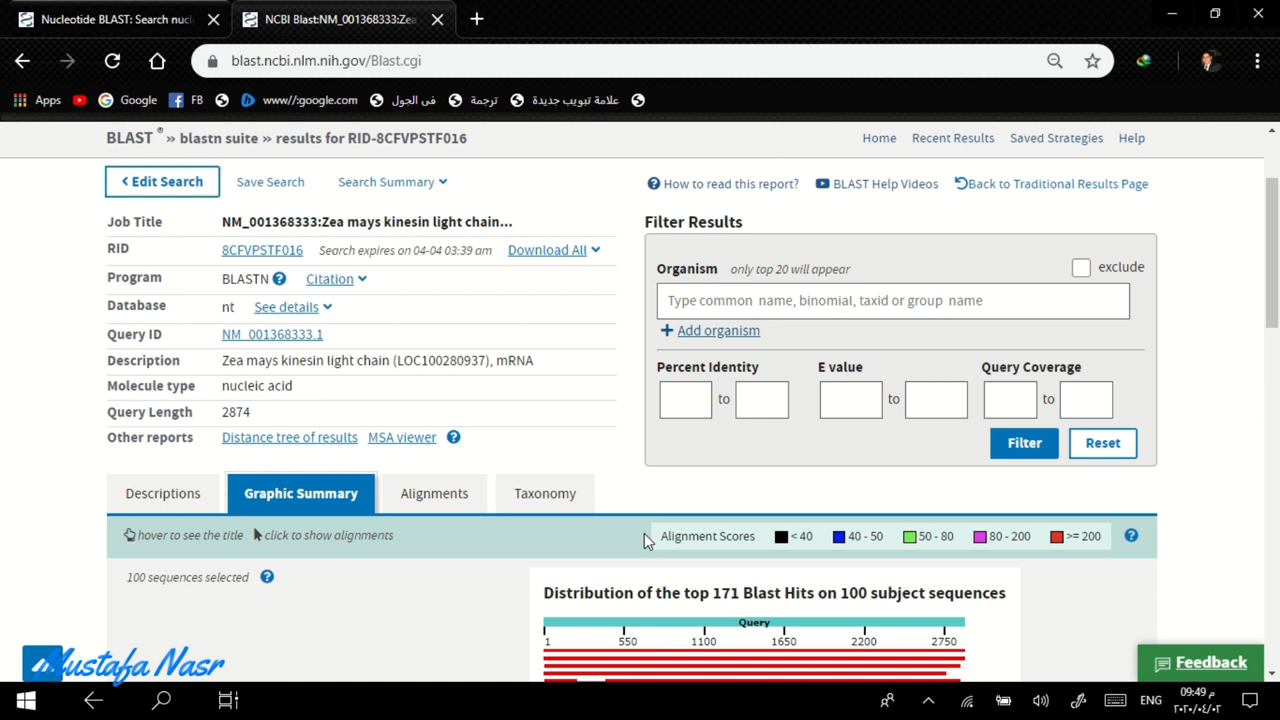 Nucleotide BLAST: Search nucl
NCBI Blast:NM_001368333:Zea
blast.ncbi.nlm.nih.gov/Blast.cgi
Apps Google FB www//:google.com فى الجول ترجمة علامة تبويب جديدة
BLAST ® » blastn suite » results for RID-8CFVPSTF016
Home Recent Results Saved Strategies Help
Edit Search Save Search Search Summary
How to read this report? BLAST Help Videos Back to Traditional Results Page
Job Title NM_001368333:Zea mays kinesin light chain...
RID 8CFVPSTF016 Search expires on 04-04 03:39 am Download All
Program BLASTN Citation
Database nt See details
Query ID NM_001368333.1
Description Zea mays kinesin light chain (LOC100280937), mRNA
Molecule type nucleic acid
Query Length 2874
Other reports Distance tree of results MSA viewer
Filter Results
Organism only top 20 will appear exclude
Type common name, binomial, taxid or group name
+ Add organism
Percent Identity E value Query Coverage
to to to
Filter Reset
Descriptions Graphic Summary Alignments Taxonomy
hover to see the title click to show alignments
Alignment Scores < 40 40 - 50 50 - 80 80 - 200 >= 200
100 sequences selected
Distribution of the top 171 Blast Hits on 100 subject sequences
Query
1 550 1100 1650 2200 2750
Mustafa Nasr
Feedback
ENG
09:49 م
٢٠٢٠/٠٤/٠٢